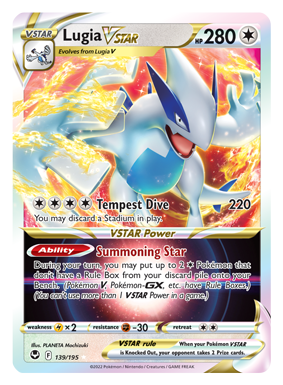 VSTAR
Lugia VSTAR HP 280
Evolves from Lugia V
Tempest Dive 220
You may discard a Stadium in play.
VSTAR Power
Ability Summoning Star
During your turn, you may put up to 2 Pokémon that
don't have a Rule Box from your discard pile onto your
Bench. (Pokémon V, Pokémon-GX, etc. have Rule Boxes.)
(You can't use more than 1 VSTAR Power in a game.)
weakness ×2 resistance -30 retreat
Illus. PLANETA Mochizuki
F 139/195
VSTAR rule When your Pokémon VSTAR
is Knocked Out, your opponent takes 2 Prize cards.
©2022 Pokémon / Nintendo / Creatures / GAME FREAK